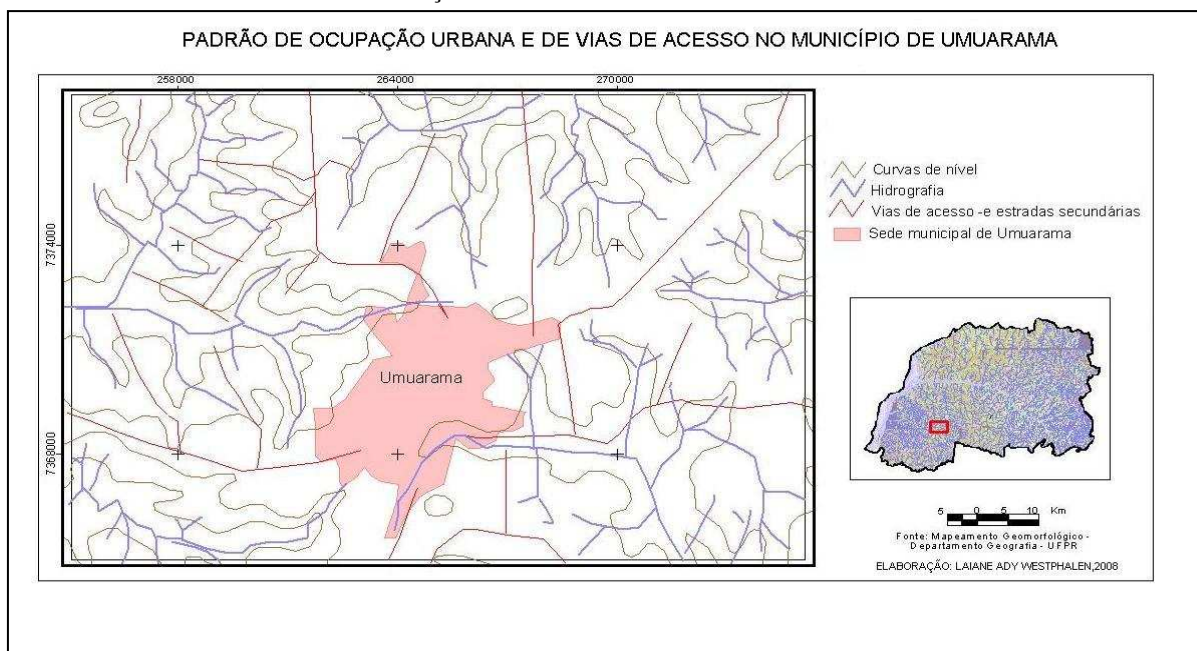 PADRÃO DE OCUPAÇÃO URBANA E DE VIAS DE ACESSO NO MUNICÍPIO DE UMUARAMA
258000 264000 270000
7374000
7368000
Umuarama
Curvas de nível
Hidrografia
Vias de acesso -e estradas secundárias
Sede municipal de Umuarama
5 0 5 10 Km
Fonte: Mapeamento Geomorfológico -
Departamento Geografia - UFPR
ELABORAÇÃO: LAIANE ADY WESTPHALEN,2008